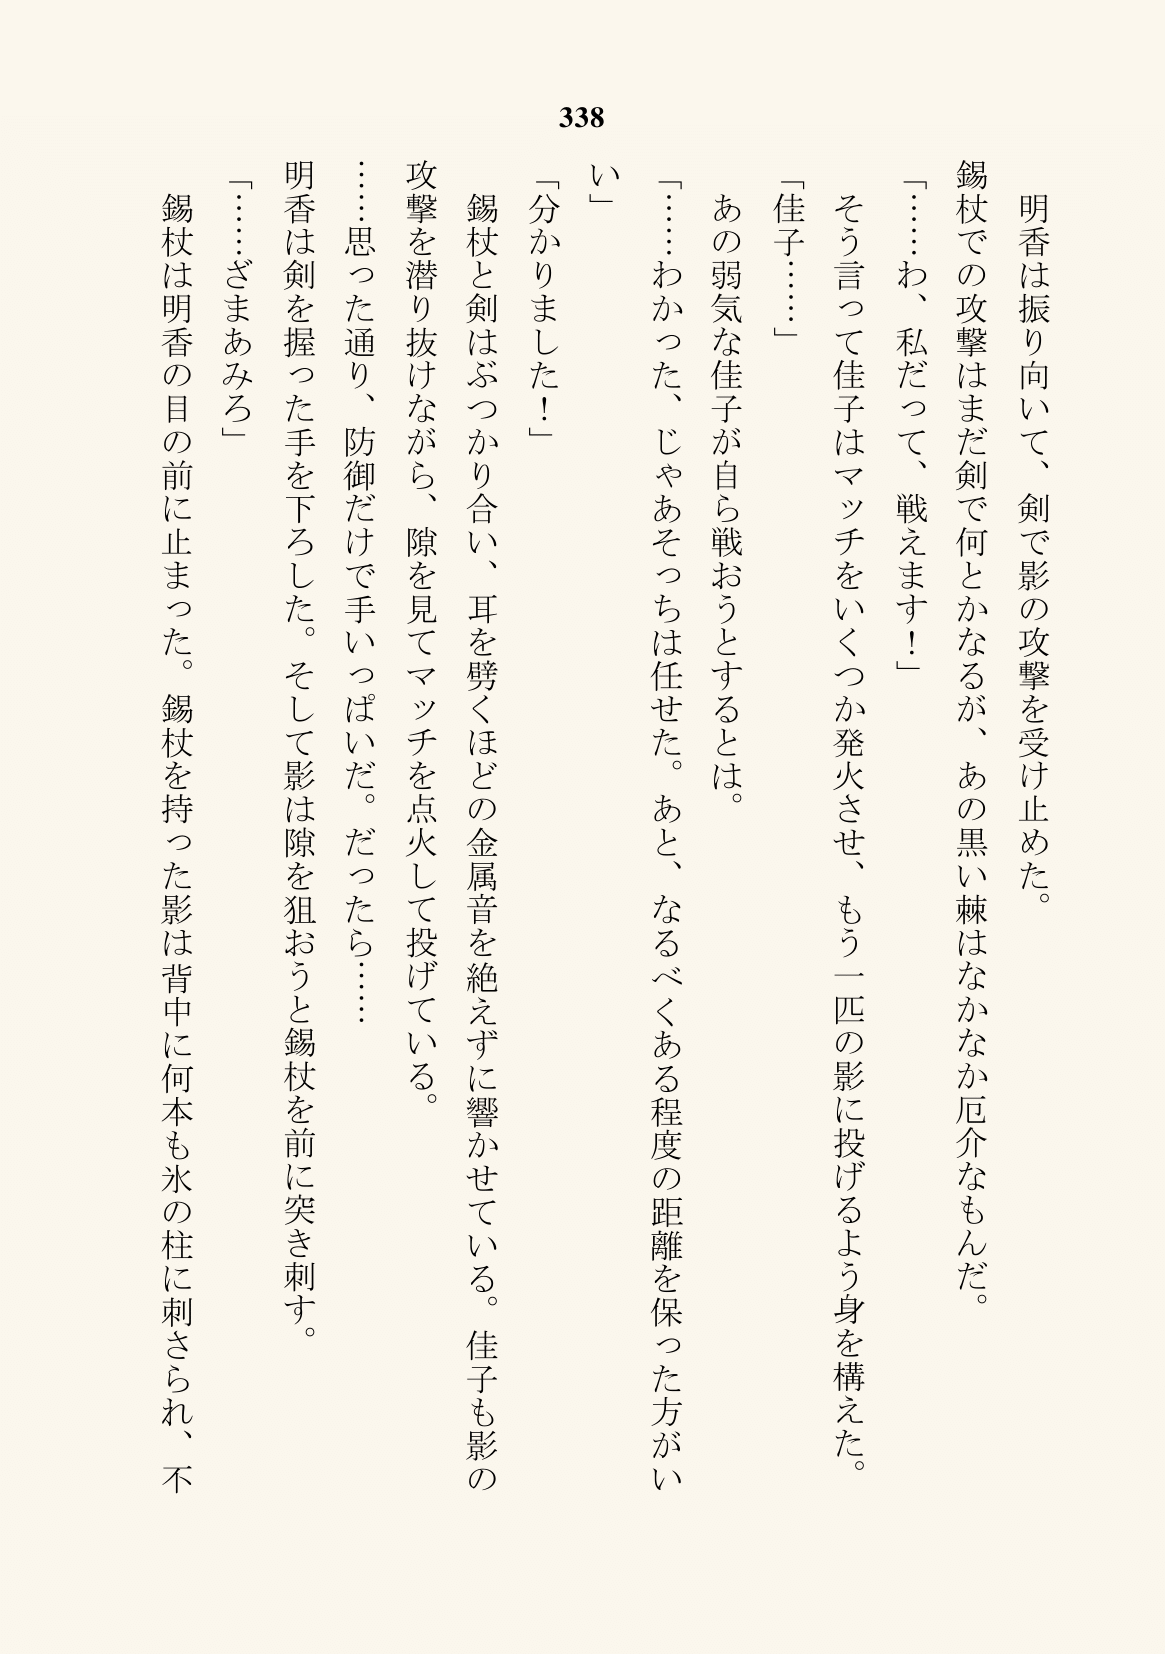 338
　明香は振り向いて、剣で影の攻撃を受け止めた。
錫杖での攻撃はまだ剣で何とかなるが、あの黒い棘はなかなか厄介なもんだ。
「……わ、私だって、戦えます！」
　そう言って佳子はマッチをいくつか発火させ、もう一匹の影に投げるよう身を構えた。
「佳子……」
　あの弱気な佳子が自ら戦おうとするとは。
「……わかった、じゃあそっちは任せた。あと、なるべくある程度の距離を保った方がい
い」
「分かりました！」
　錫杖と剣はぶつかり合い、耳を劈くほどの金属音を絶えずに響かせている。佳子も影の
攻撃を潜り抜けながら、隙を見てマッチを点火して投げている。
……思った通り、防御だけで手いっぱいだ。だったら……
明香は剣を握った手を下ろした。そして影は隙を狙おうと錫杖を前に突き刺す。
「……ざまあみろ」
　錫杖は明香の目の前に止まった。錫杖を持った影は背中に何本も氷の柱に刺さられ、不